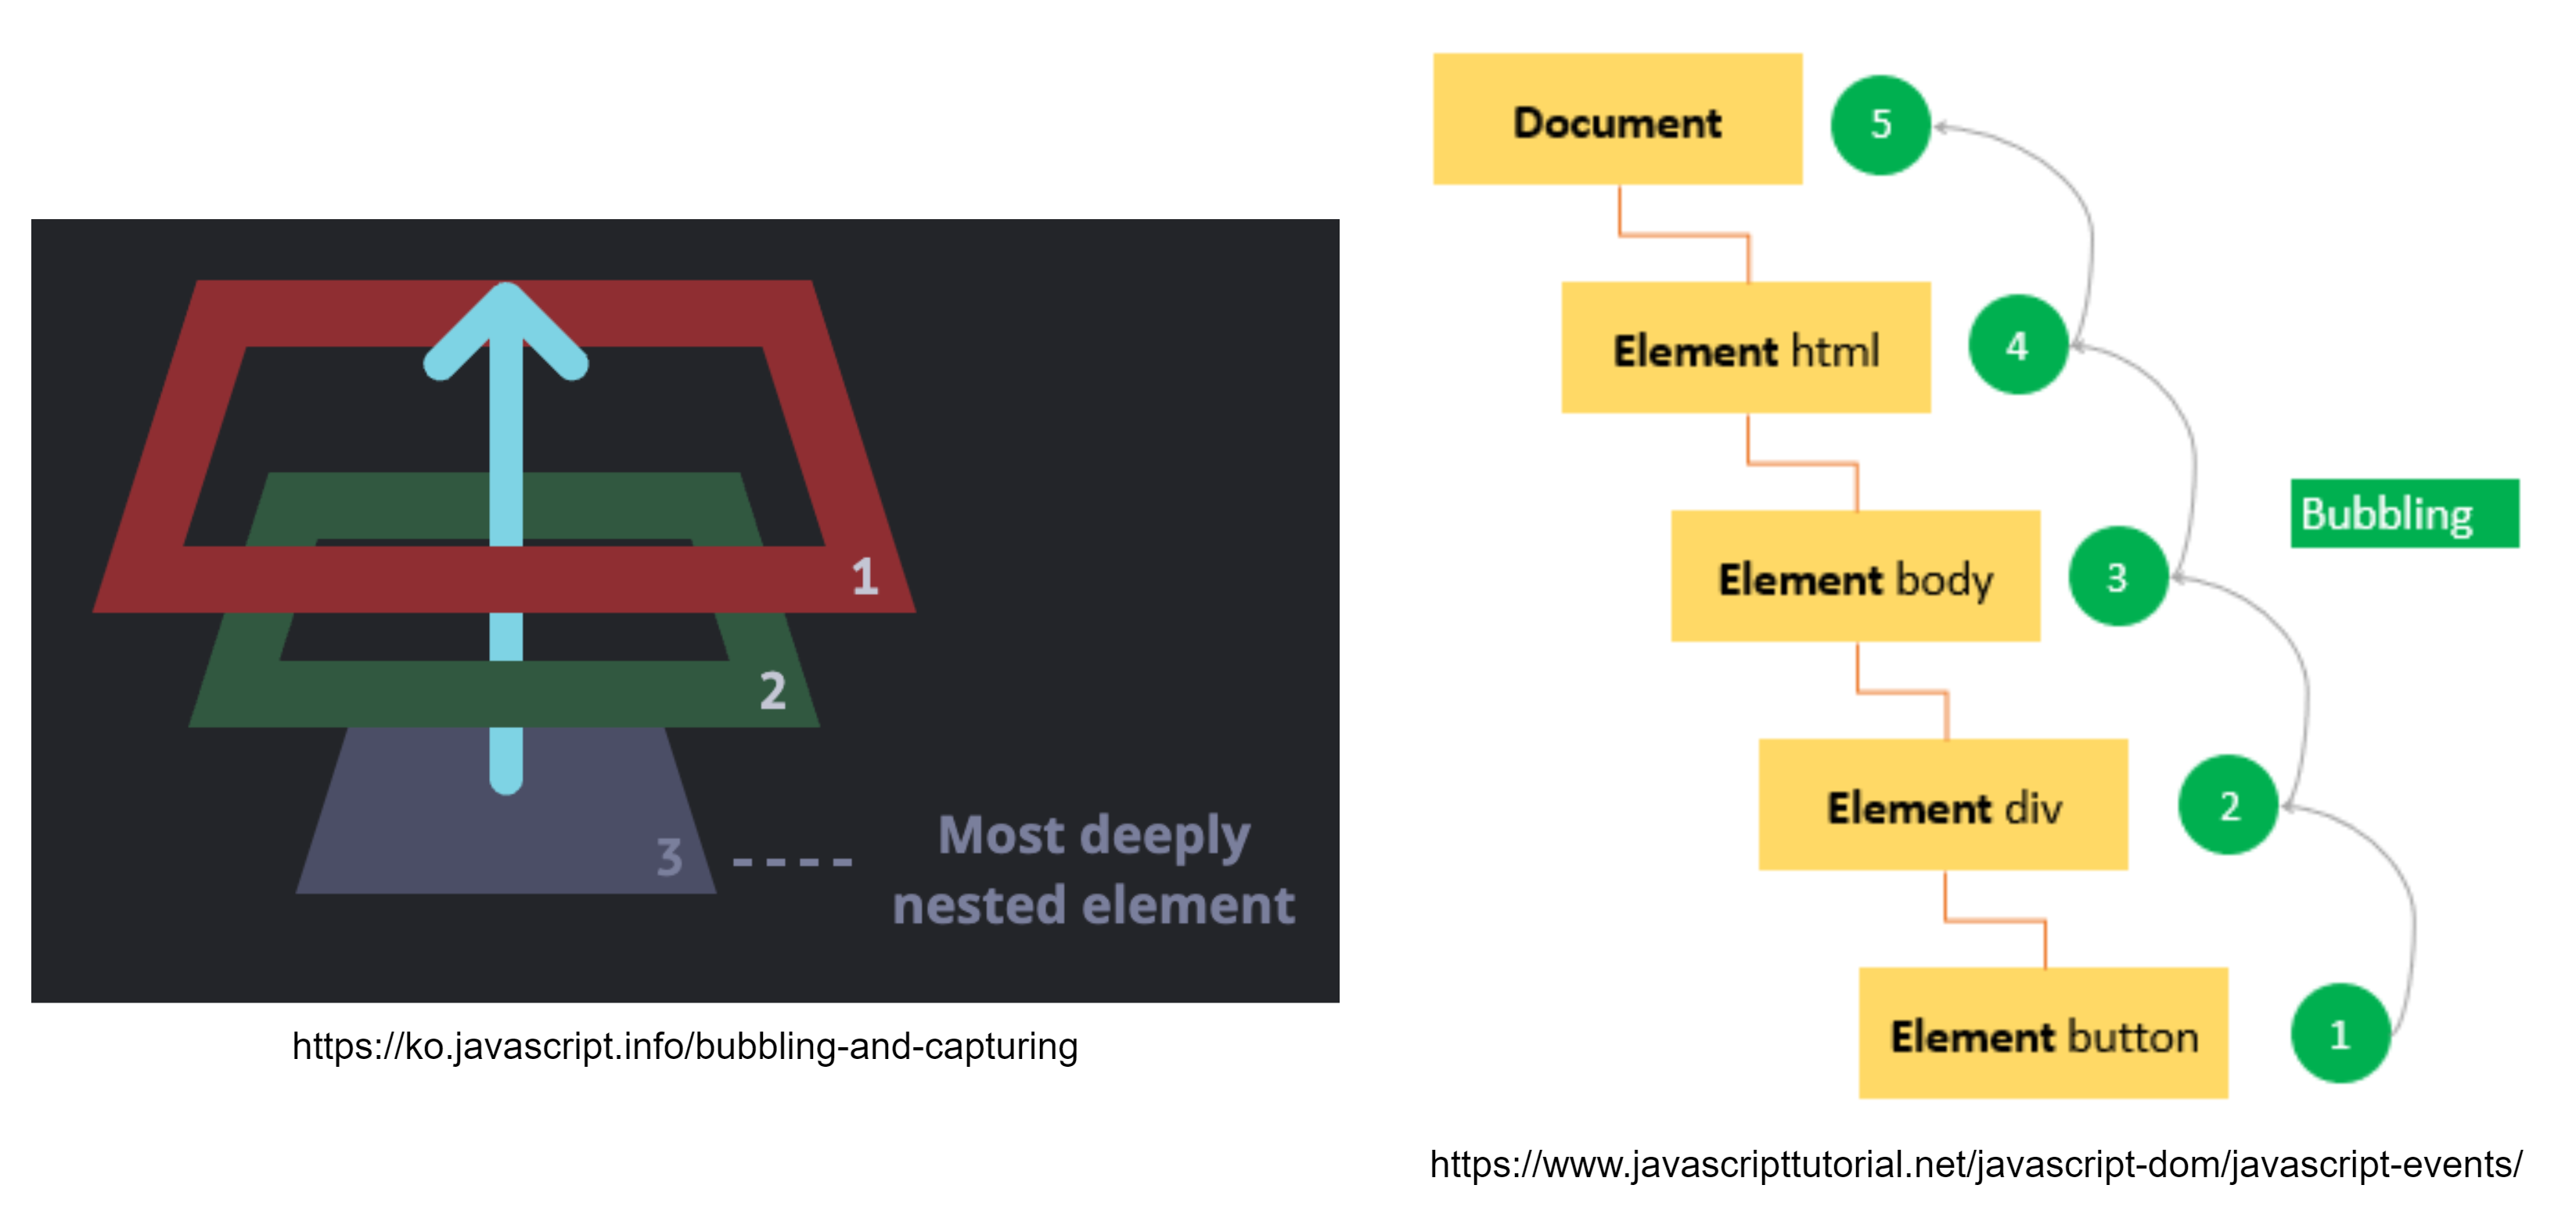 1
2
3
Most deeply
nested element
https://ko.javascript.info/bubbling-and-capturing
Document
5
Element html
4
Element body
3
Bubbling
Element div
2
Element button
1
https://www.javascripttutorial.net/javascript-dom/javascript-events/